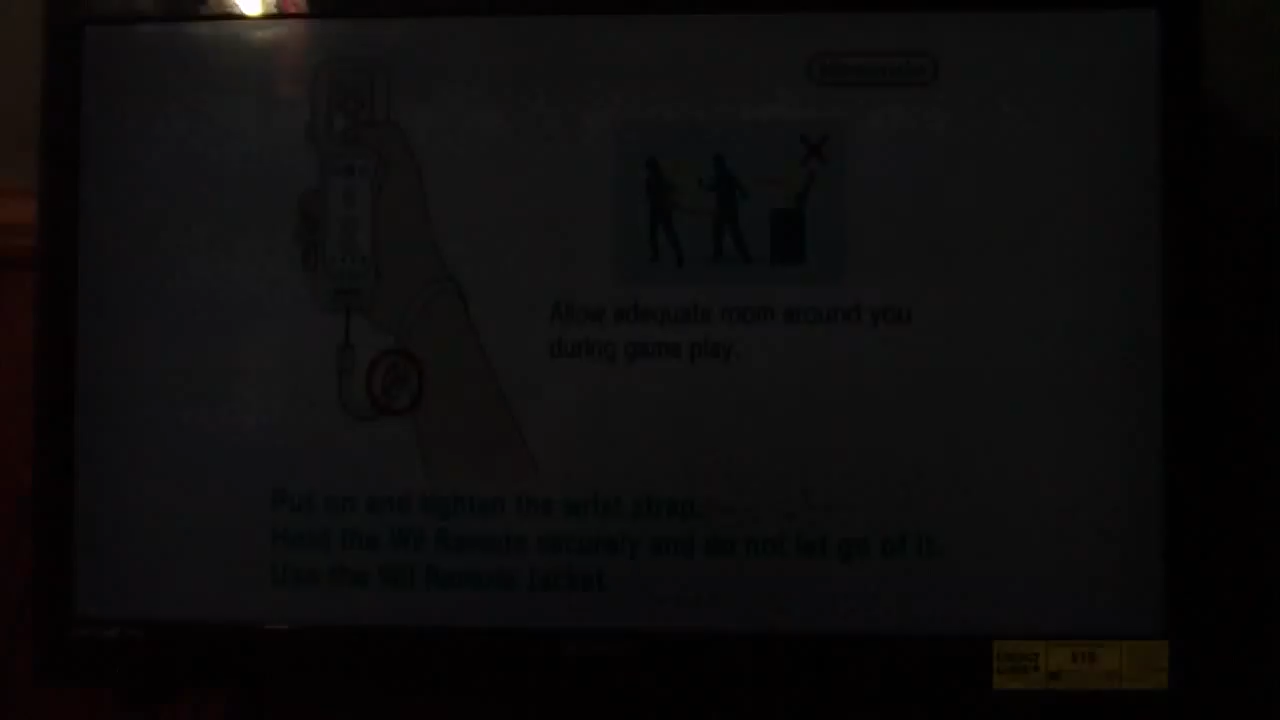 Allow adequate room around you
during game play.
Put on and tighten the wrist strap.
Hold the Wii Remote securely and do not let go of it.
Use the Wii Remote Jacket